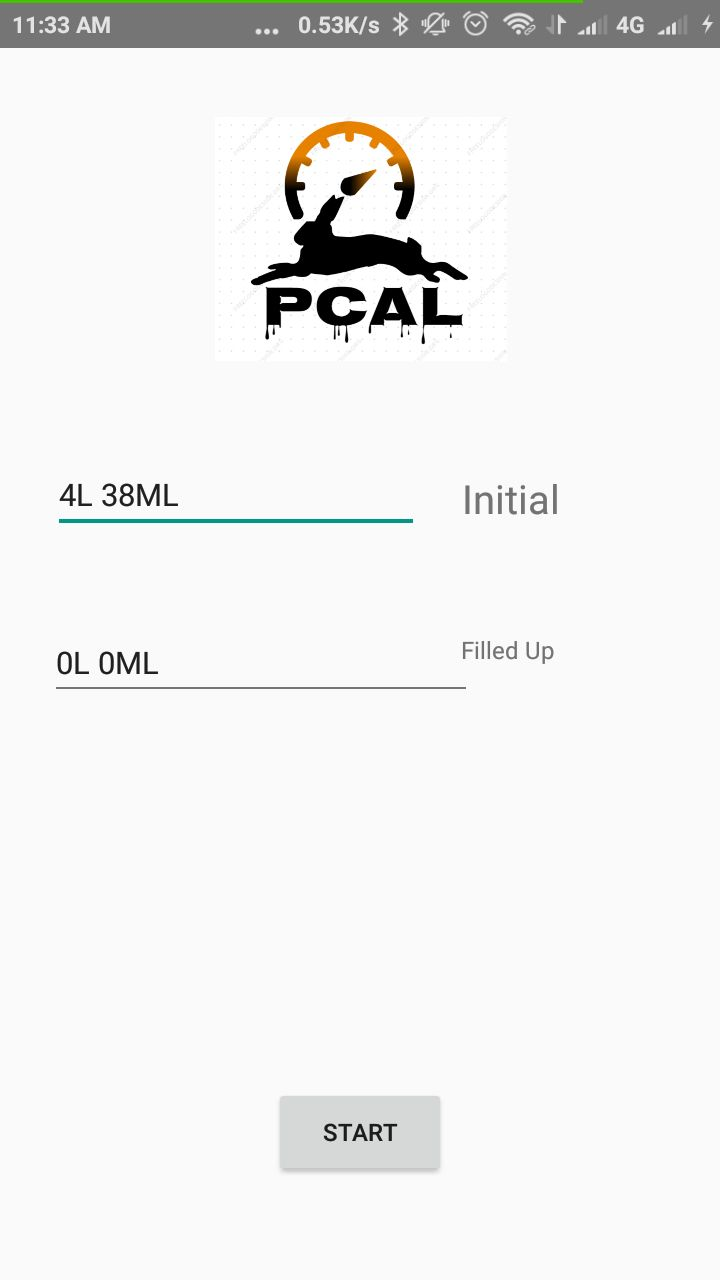 11:33 AM ... 0.53K/s 4G
PCAL
4L 38ML Initial
0L 0ML Filled Up
START